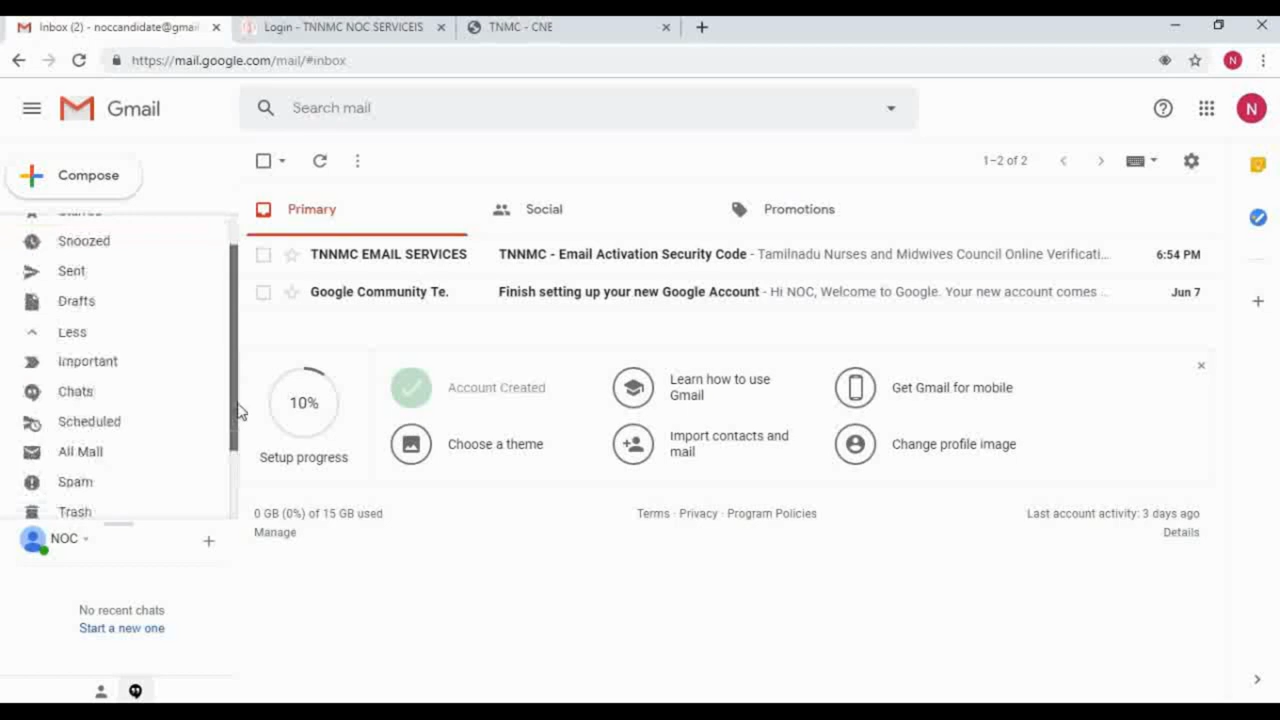 Inbox (2) - noccandidate@gmai
Login - TNNMC NOC SERVICEIS
TNMC - CNE
https://mail.google.com/mail/#inbox
N
Gmail
Search mail
N
Compose
1–2 of 2
Starred
Snoozed
Sent
Drafts
Less
Important
Chats
Scheduled
All Mail
Spam
Trash
Primary
Social
Promotions
TNNMC EMAIL SERVICES TNNMC - Email Activation Security Code - Tamilnadu Nurses and Midwives Council Online Verificati... 6:54 PM
Google Community Te. Finish setting up your new Google Account - Hi NOC, Welcome to Google. Your new account comes ... Jun 7
10%
Setup progress
Account Created
Learn how to use
Gmail
Get Gmail for mobile
Choose a theme
Import contacts and
mail
Change profile image
0 GB (0%) of 15 GB used
Manage
Terms · Privacy · Program Policies
Last account activity: 3 days ago
Details
NOC
No recent chats
Start a new one